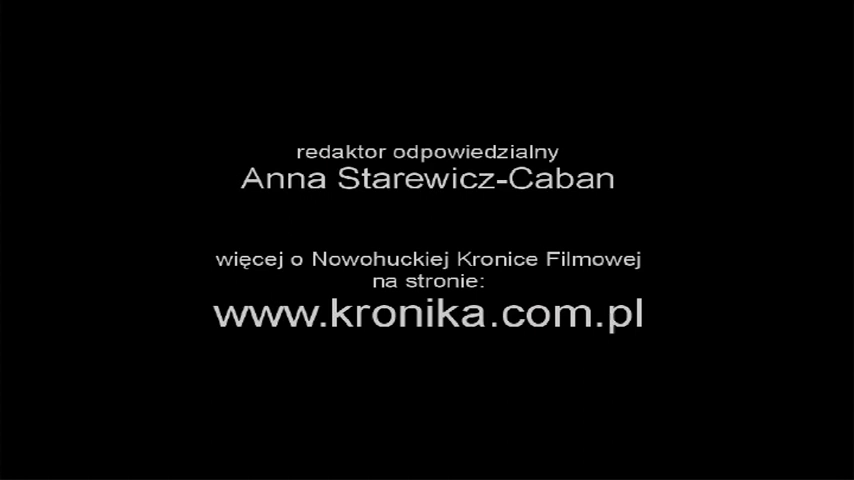 redaktor odpowiedzialny
Anna Starewicz-Caban
więcej o Nowohuckiej Kronice Filmowej
na stronie:
www.kronika.com.pl